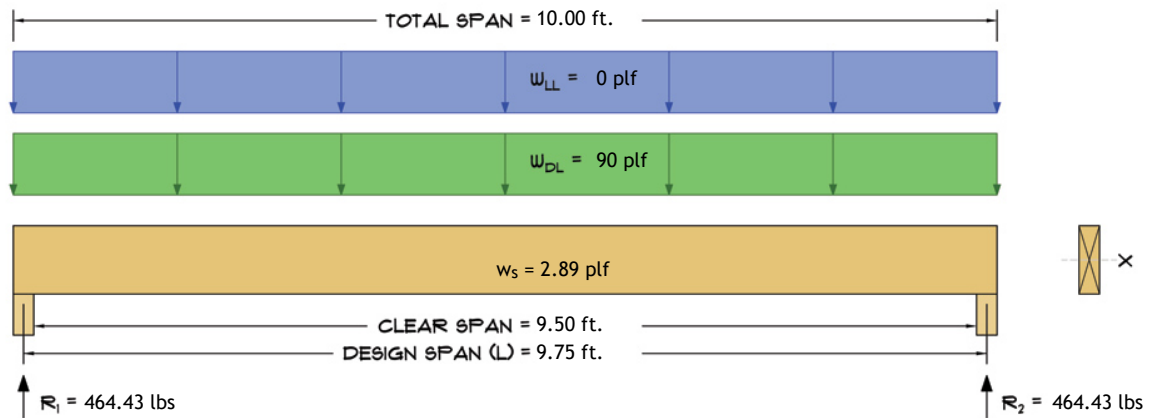 TOTAL SPAN = 10.00 ft.
WLL = 0 plf
WDL = 90 plf
ws = 2.89 plf
X
CLEAR SPAN = 9.50 ft.
DESIGN SPAN (L) = 9.75 ft.
R1 = 464.43 lbs
R2 = 464.43 lbs